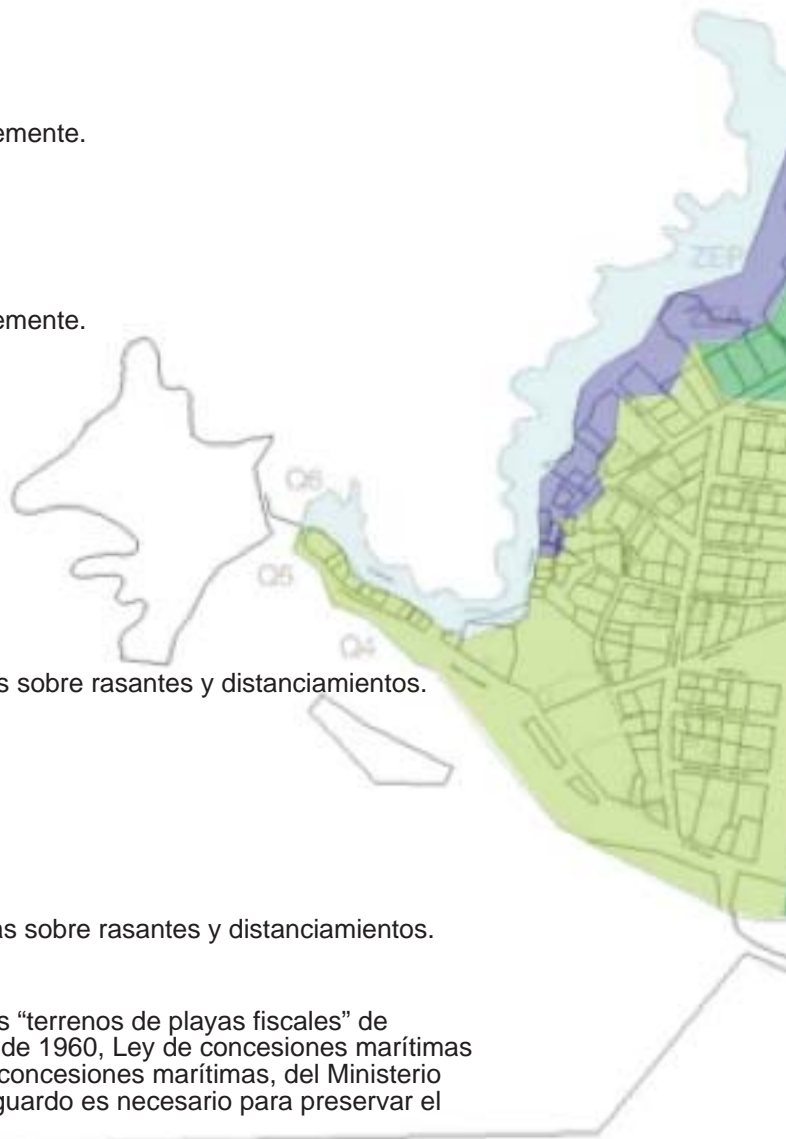 emente.
emente.
ZEP
ZEA
Q6
Q5
Q4
s sobre rasantes y distanciamientos.
as sobre rasantes y distanciamientos.
s “terrenos de playas fiscales” de
de 1960, Ley de concesiones marítimas
concesiones marítimas, del Ministerio
guardo es necesario para preservar el